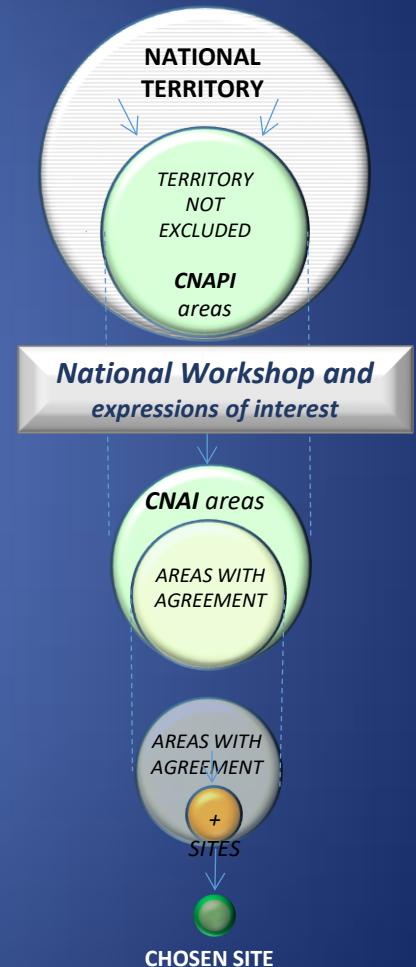 NATIONAL
TERRITORY
TERRITORY
NOT
EXCLUDED
CNAPI
areas
National Workshop and
expressions of interest
CNAI areas
AREAS WITH
AGREEMENT
AREAS WITH
AGREEMENT
+
SITES
CHOSEN SITE